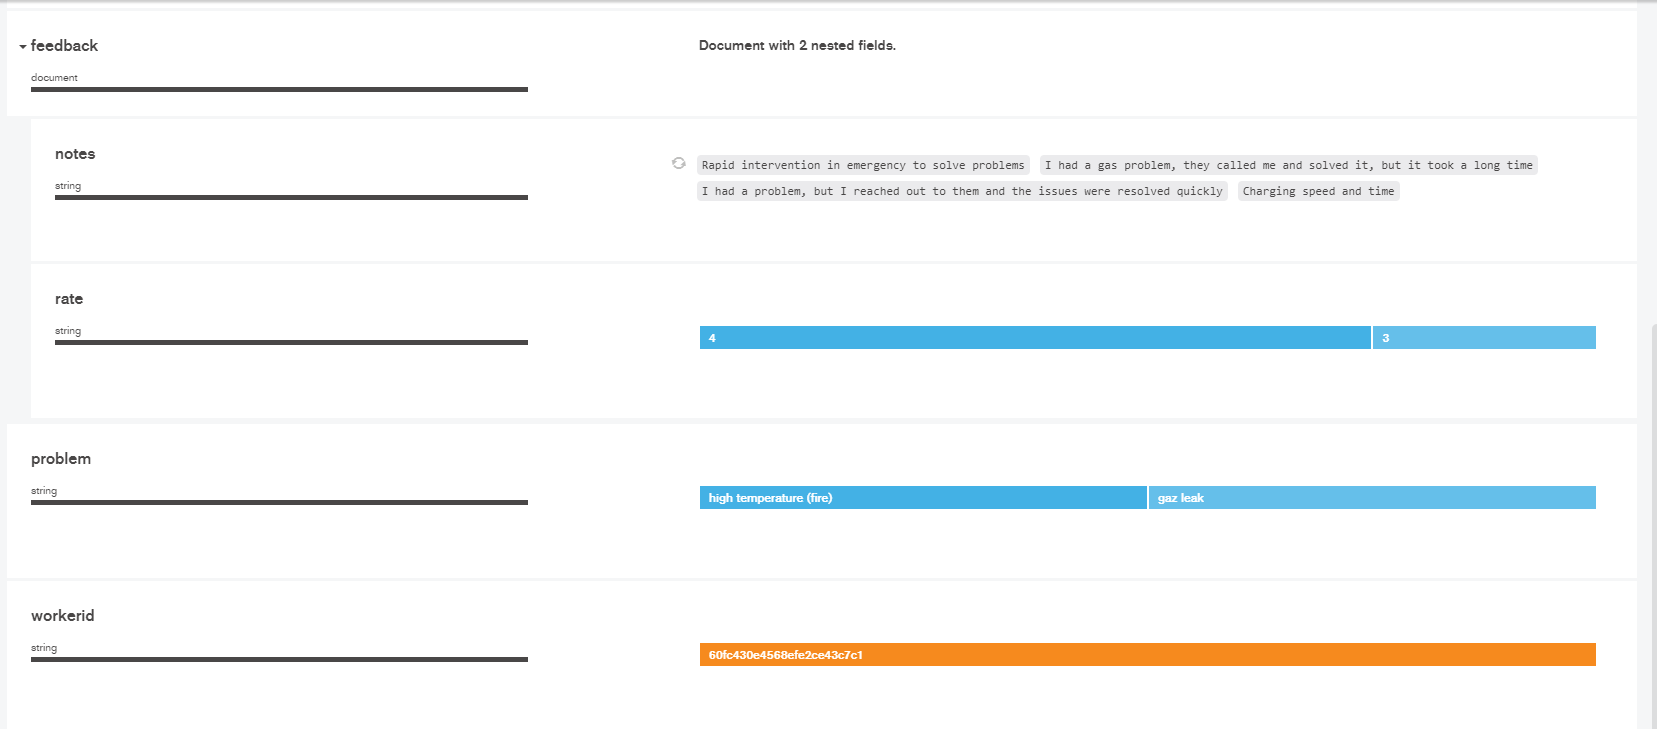 feedback
Document with 2 nested fields.
document
notes
string
Rapid intervention in emergency to solve problems
I had a gas problem, they called me and solved it, but it took a long time
I had a problem, but I reached out to them and the issues were resolved quickly
Charging speed and time
rate
string
4
3
problem
string
high temperature (fire)
gaz leak
workerid
string
60fc430e4568efe2ce43c7c1